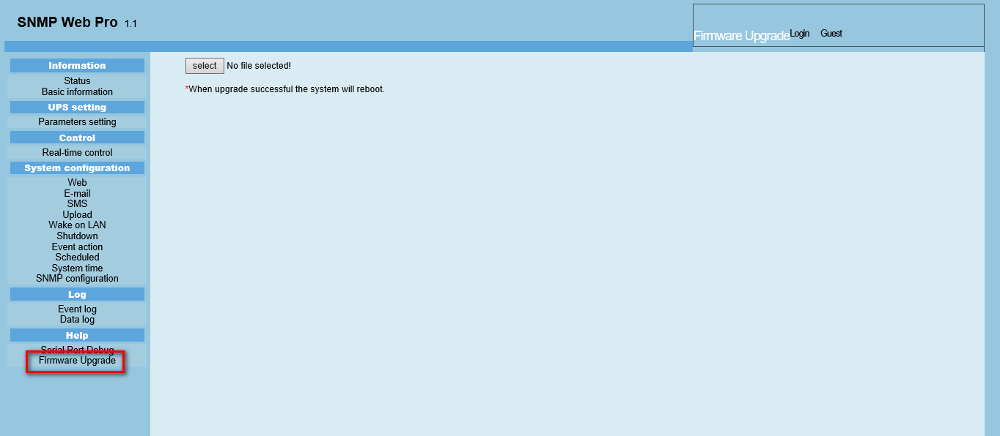 SNMP Web Pro 1.1
Firmware Upgrade Login Guest
Information
Status
Basic information
UPS setting
Parameters setting
Control
Real-time control
System configuration
Web
E-mail
SMS
Upload
Wake on LAN
Shutdown
Event action
Scheduled
System time
SNMP configuration
Log
Event log
Data log
Help
Serial Port Debug
Firmware Upgrade
select No file selected!
*When upgrade successful the system will reboot.